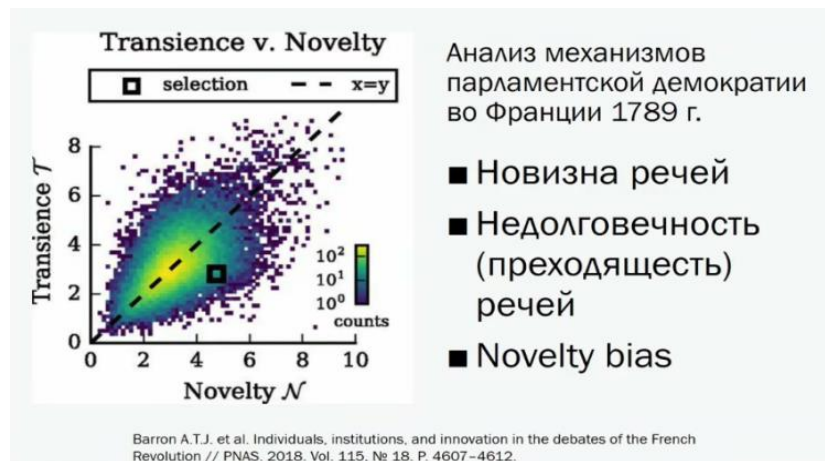 Transience v. Novelty
selection x=y
Transience 𝒯
8
6
4
2
0
0 2 4 6 8 10
Novelty 𝒩
10²
10¹
10⁰
counts
Анализ механизмов
парламентской демократии
во Франции 1789 г.
■ Новизна речей
■ Недолговечность
(преходящесть)
речей
■ Novelty bias
Barron A.T.J. et al. Individuals, institutions, and innovation in the debates of the French
Revolution // PNAS. 2018. Vol. 115. № 18. P. 4607–4612.